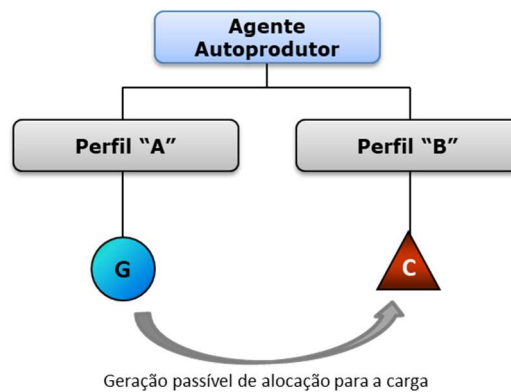 Agente
Autoprodutor
Perfil “A”
Perfil “B”
G
C
Geração passível de alocação para a carga